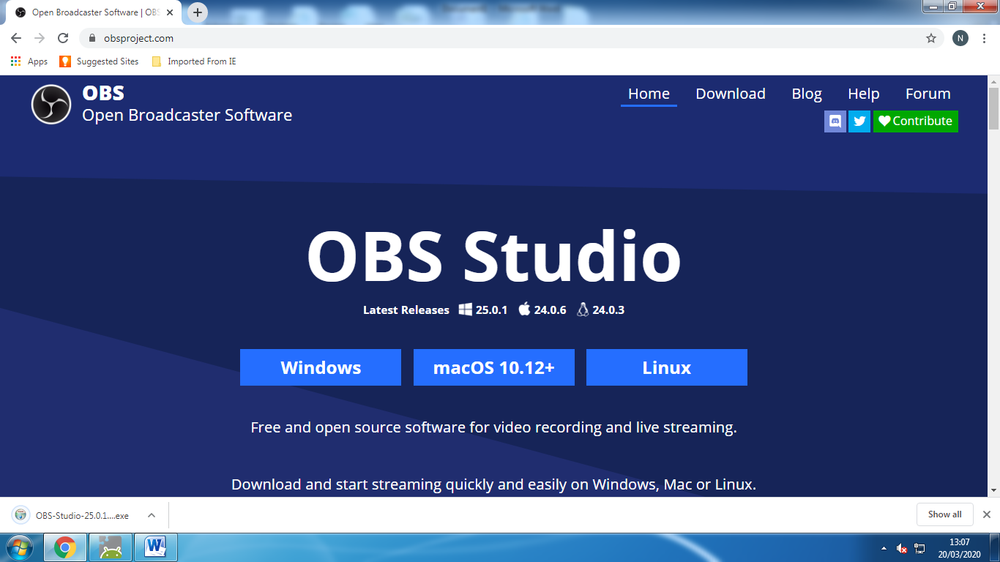 Open Broadcaster Software | OBS
obsproject.com
N
Apps
Suggested Sites
Imported From IE
OBS
Open Broadcaster Software
Home
Download
Blog
Help
Forum
Contribute
OBS Studio
Latest Releases 25.0.1 24.0.6 24.0.3
Windows
macOS 10.12+
Linux
Free and open source software for video recording and live streaming.
Download and start streaming quickly and easily on Windows, Mac or Linux.
OBS-Studio-25.0.1....exe
Show all
W
13:07
20/03/2020